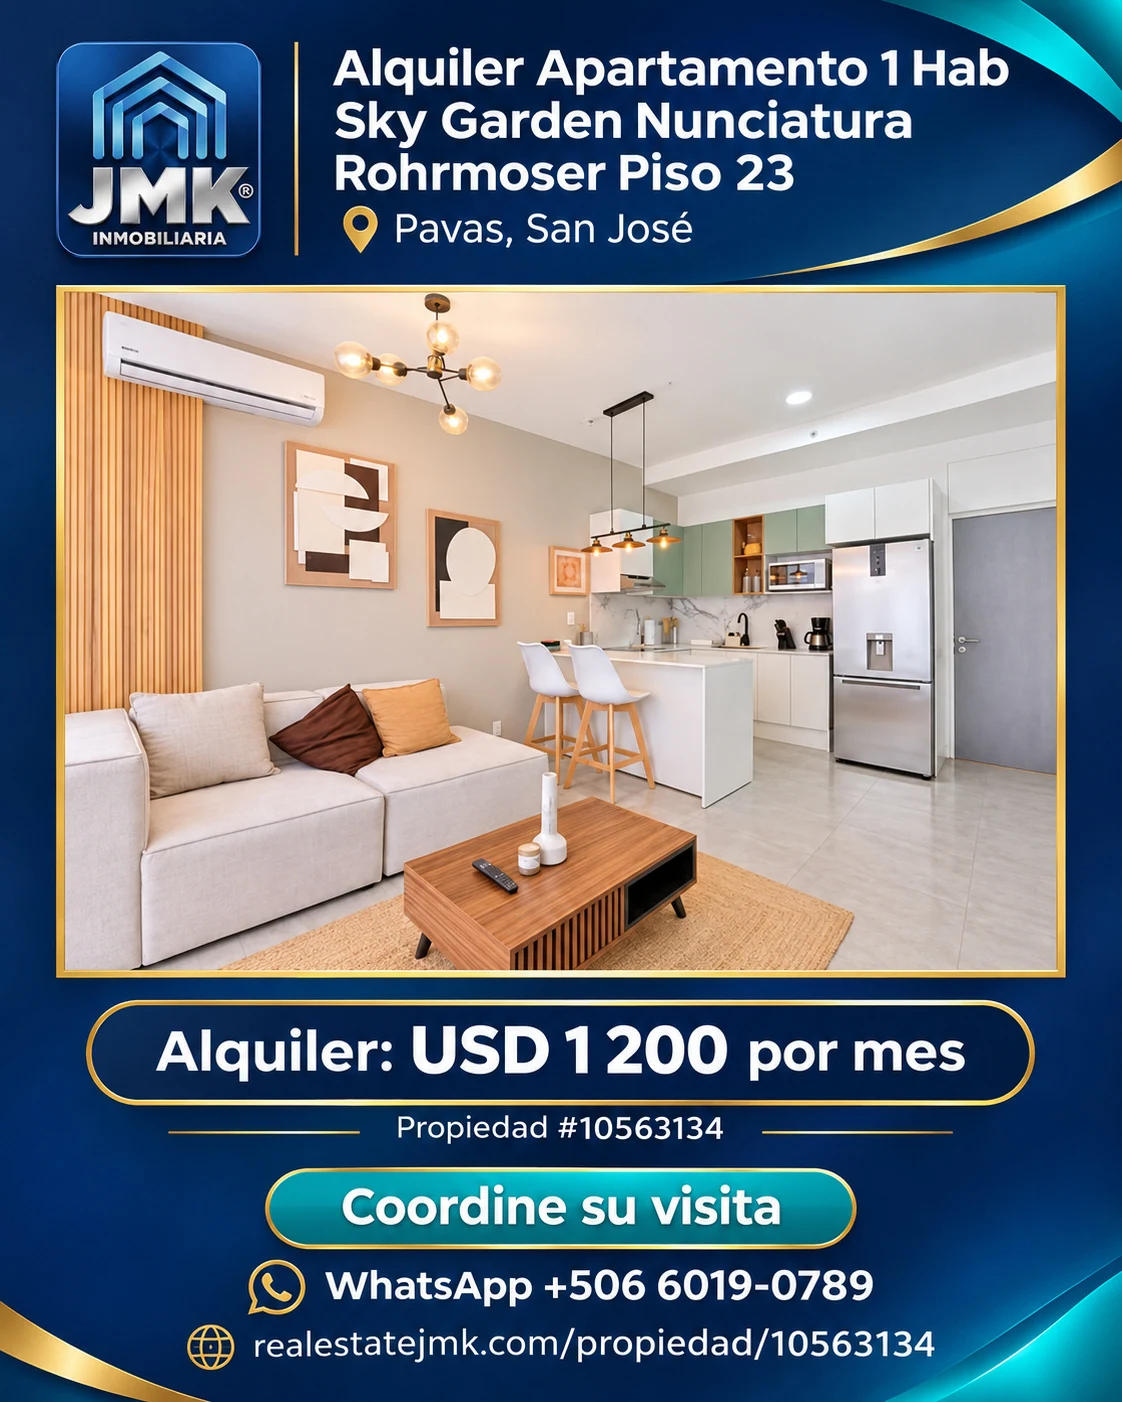 JMK®
INMOBILIARIA
Alquiler Apartamento 1 Hab
Sky Garden Nunciatura
Rohrmoser Piso 23
Pavas, San José
Alquiler: USD 1 200 por mes
Propiedad #10563134
Coordine su visita
WhatsApp +506 6019-0789
realestatejmk.com/propiedad/10563134